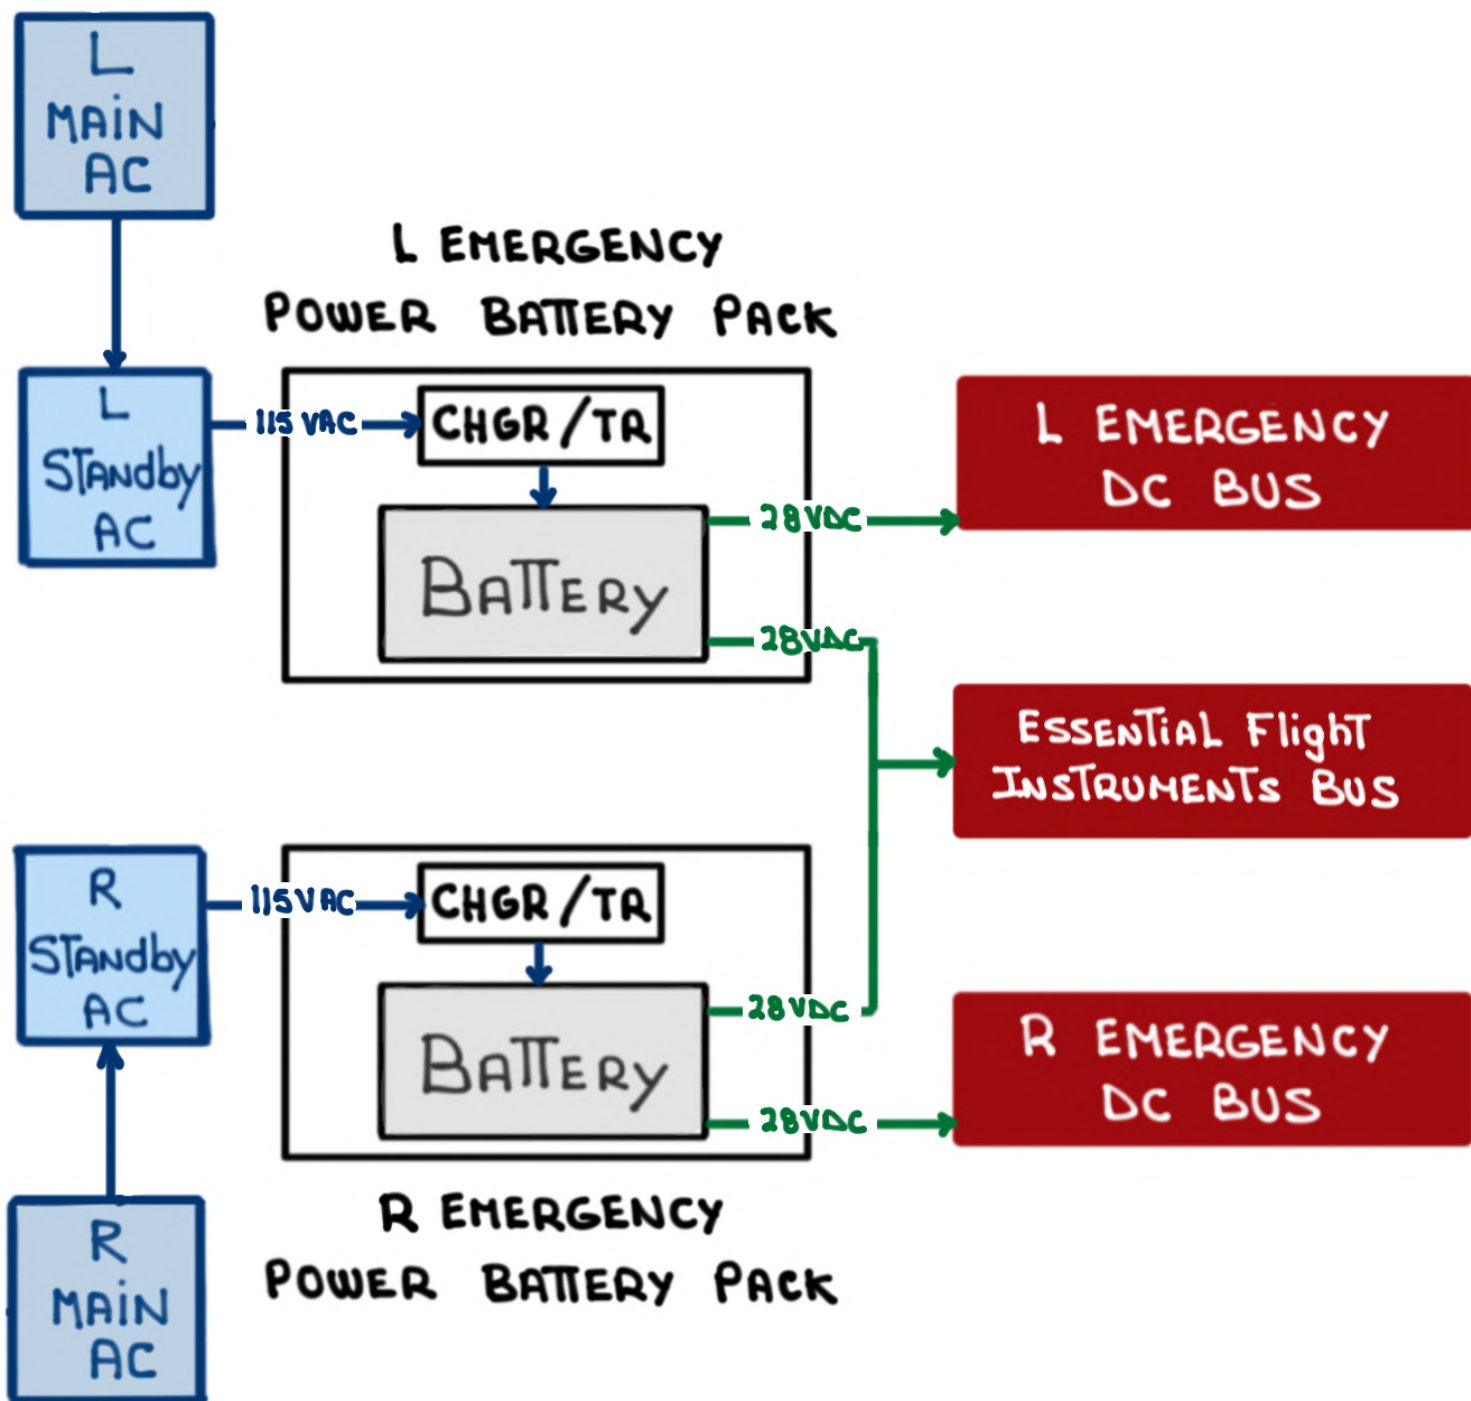 L
MAiN
AC
L EMERGENCY
POWER BATTERY PACK
L
STANdby
AC
115 VAC
CHGR/TR
BATTERY
28VDC
28VDC
L EMERGENCY
DC BUS
ESSENTiAL Flight
INSTRUMENTs BUS
R
STANdby
AC
115VAC
CHGR/TR
BATTERY
28VDC
28VDC
R EMERGENCY
DC BUS
R EMERGENCY
POWER BATTERY PACK
R
MAiN
AC